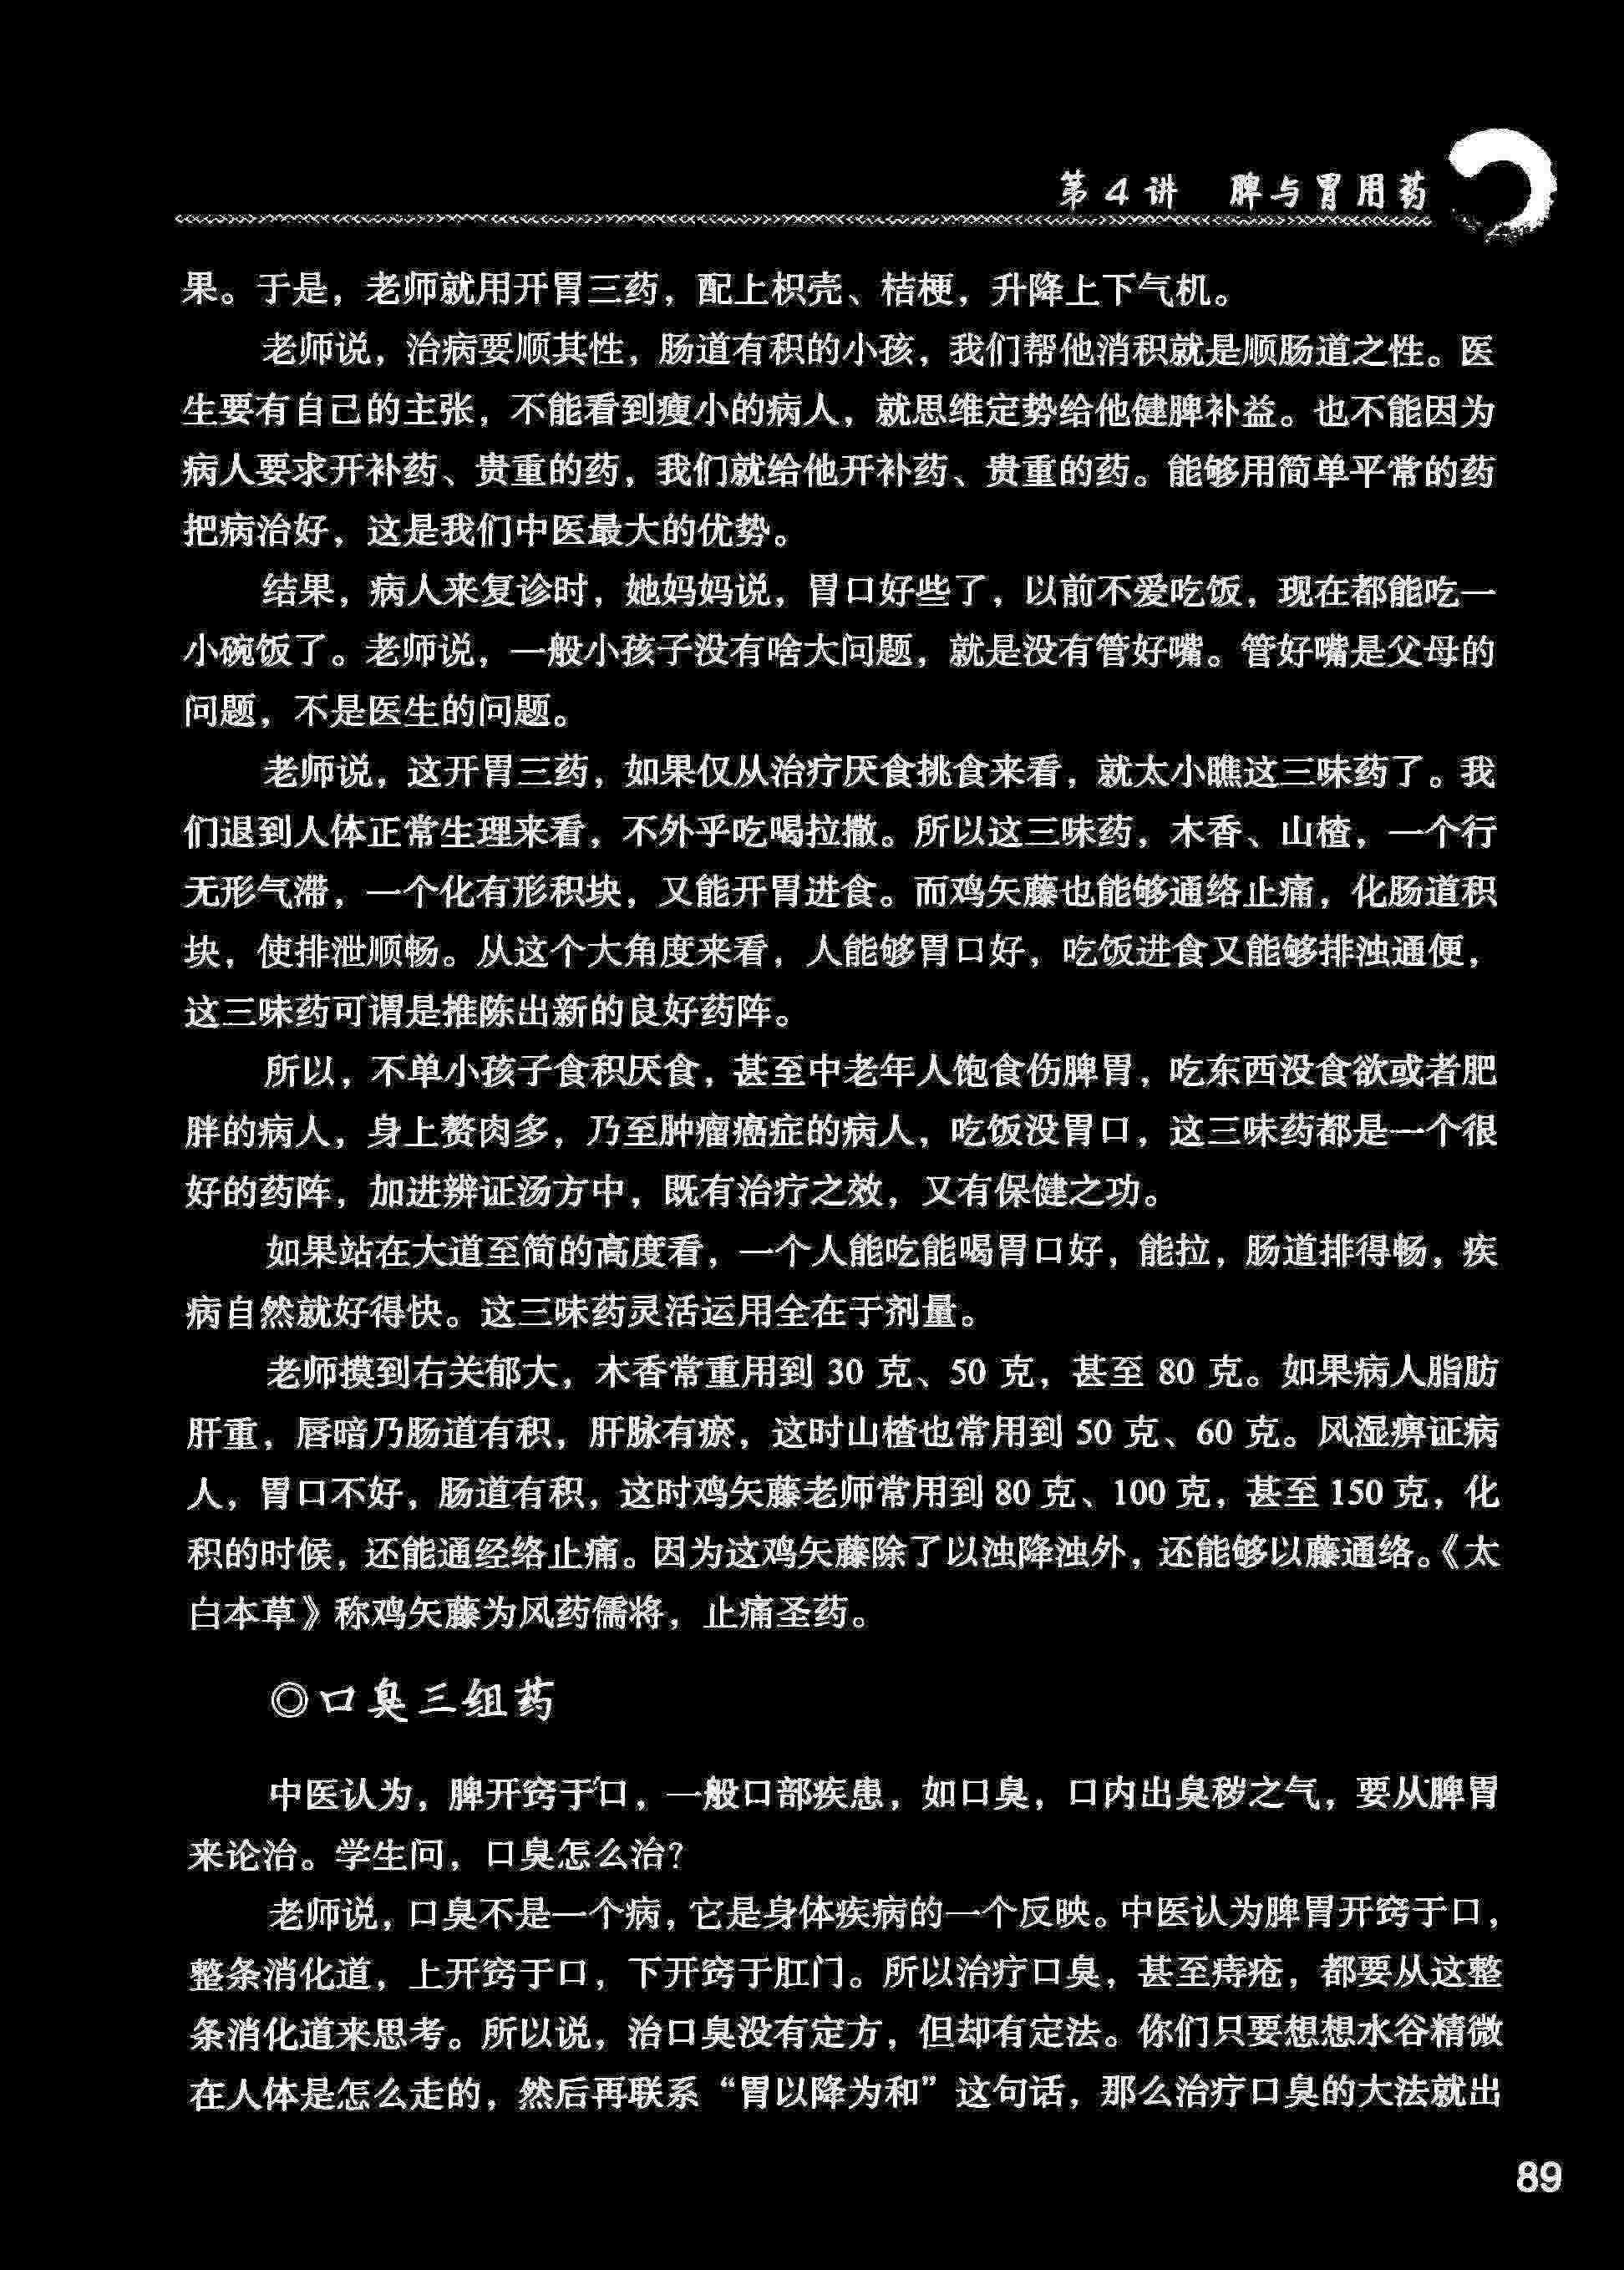 第4讲 脾与胃用药
果。于是，老师就用开胃三药，配上枳壳、桔梗，升降上下气机。
老师说，治病要顺其性，肠道有积的小孩，我们帮他消积就是顺肠道之性。医
生要有自己的主张，不能看到瘦小的病人，就思维定势给他健脾补益。也不能因为
病人要求开补药、贵重的药，我们就给他开补药、贵重的药。能够用简单平常的药
把病治好，这是我们中医最大的优势。
结果，病人来复诊时，她妈妈说，胃口好些了，以前不爱吃饭，现在都能吃一
小碗饭了。老师说，一般小孩子没有啥大问题，就是没有管好嘴。管好嘴是父母的
问题，不是医生的问题。
老师说，这开胃三药，如果仅从治疗厌食挑食来看，就太小瞧这三味药了。我
们退到人体正常生理来看，不外乎吃喝拉撒。所以这三味药，木香、山楂，一个行
无形气滞，一个化有形积块，又能开胃进食。而鸡矢藤也能够通络止痛，化肠道积
块，使排泄顺畅。从这个大角度来看，人能够胃口好，吃饭进食又能够排浊通便，
这三味药可谓是推陈出新的良好药阵。
所以，不单小孩子食积厌食，甚至中老年人饱食伤脾胃，吃东西没食欲或者肥
胖的病人，身上赘肉多，乃至肿瘤癌症的病人，吃饭没胃口，这三味药都是一个很
好的药阵，加进辨证汤方中，既有治疗之效，又有保健之功。
如果站在大道至简的高度看，一个人能吃能喝胃口好，能拉，肠道排得畅，疾
病自然就好得快。这三味药灵活运用全在于剂量。
老师摸到右关郁大，木香常重用到 30 克、50 克，甚至 80 克。如果病人脂肪
肝重，唇暗乃肠道有积，肝脉有瘀，这时山楂也常用到 50 克、60 克。风湿痹证病
人，胃口不好，肠道有积，这时鸡矢藤老师常用到 80 克、100 克，甚至 150 克，化
积的时候，还能通经络止痛。因为这鸡矢藤除了以浊降浊外，还能够以藤通络。《太
白本草》称鸡矢藤为风药儒将，止痛圣药。
◎口臭三组药
中医认为，脾开窍于口，一般口部疾患，如口臭，口内出臭秽之气，要从脾胃
来论治。学生问，口臭怎么治？
老师说，口臭不是一个病，它是身体疾病的一个反映。中医认为脾胃开窍于口，
整条消化道，上开窍于口，下开窍于肛门。所以治疗口臭，甚至痔疮，都要从这整
条消化道来思考。所以说，治口臭没有定方，但却有定法。你们只要想想水谷精微
在人体是怎么走的，然后再联系“胃以降为和”这句话，那么治疗口臭的大法就出
89